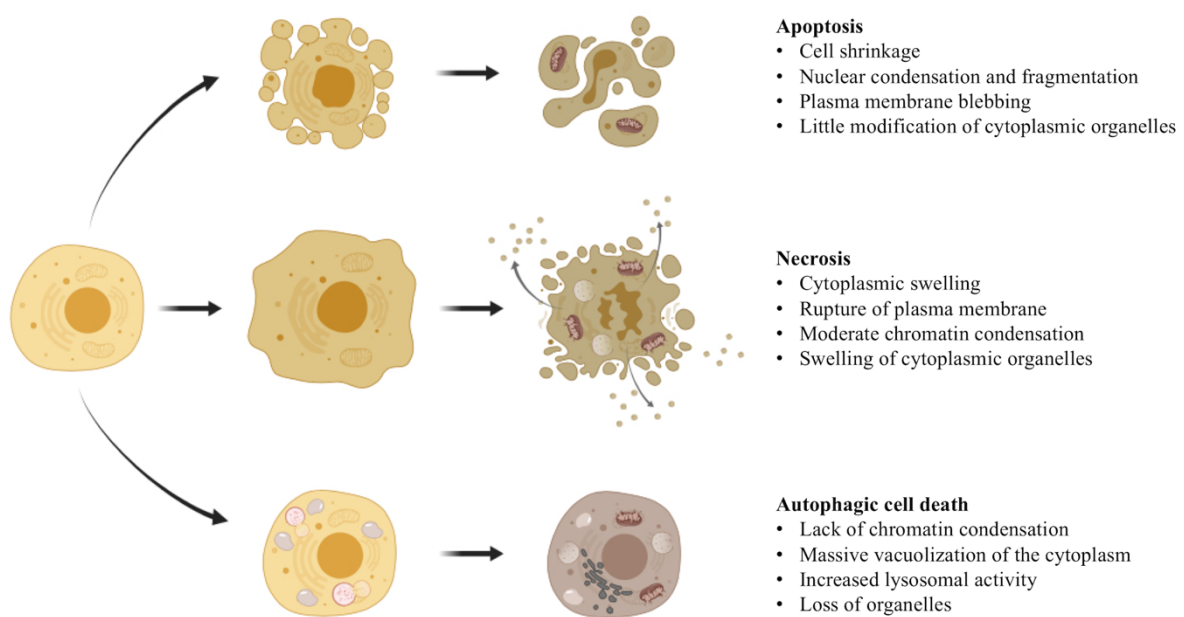 Apoptosis
• Cell shrinkage
• Nuclear condensation and fragmentation
• Plasma membrane blebbing
• Little modification of cytoplasmic organelles
Necrosis
• Cytoplasmic swelling
• Rupture of plasma membrane
• Moderate chromatin condensation
• Swelling of cytoplasmic organelles
Autophagic cell death
• Lack of chromatin condensation
• Massive vacuolization of the cytoplasm
• Increased lysosomal activity
• Loss of organelles